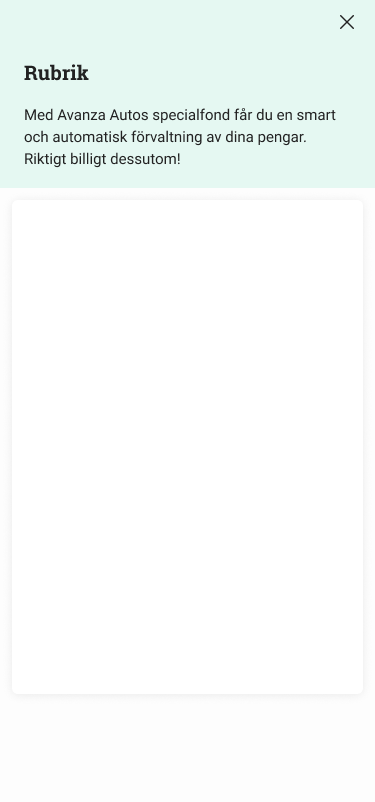 Rubrik
Med Avanza Autos specialfond får du en smart
och automatisk förvaltning av dina pengar.
Riktigt billigt dessutom!